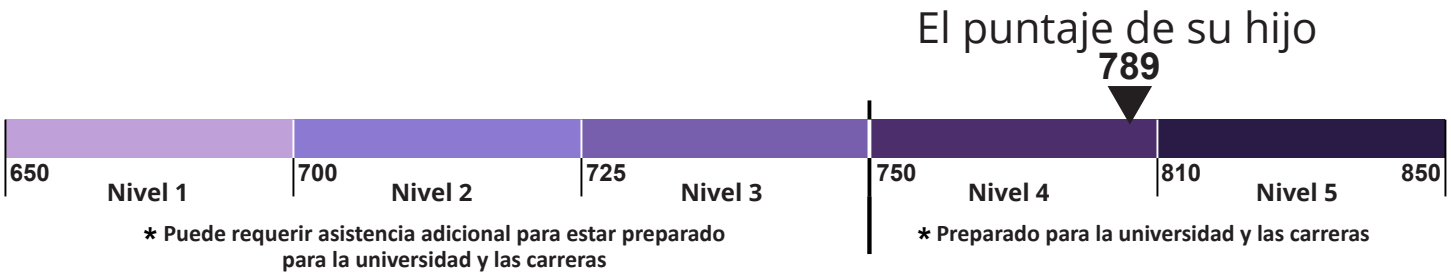 El puntaje de su hijo
789
650 700 725 750 810 850
Nivel 1 Nivel 2 Nivel 3 Nivel 4 Nivel 5
* Puede requerir asistencia adicional para estar preparado
para la universidad y las carreras
* Preparado para la universidad y las carreras